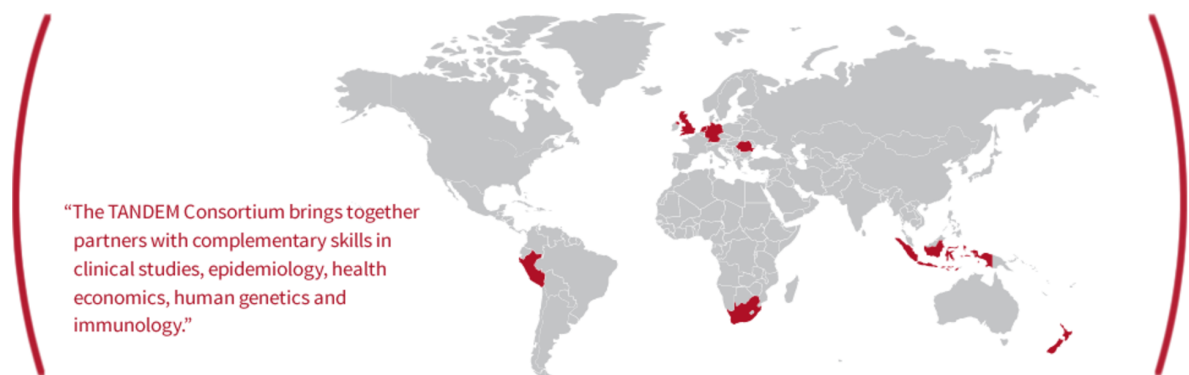 “The TANDEM Consortium brings together
partners with complementary skills in
clinical studies, epidemiology, health
economics, human genetics and
immunology.”